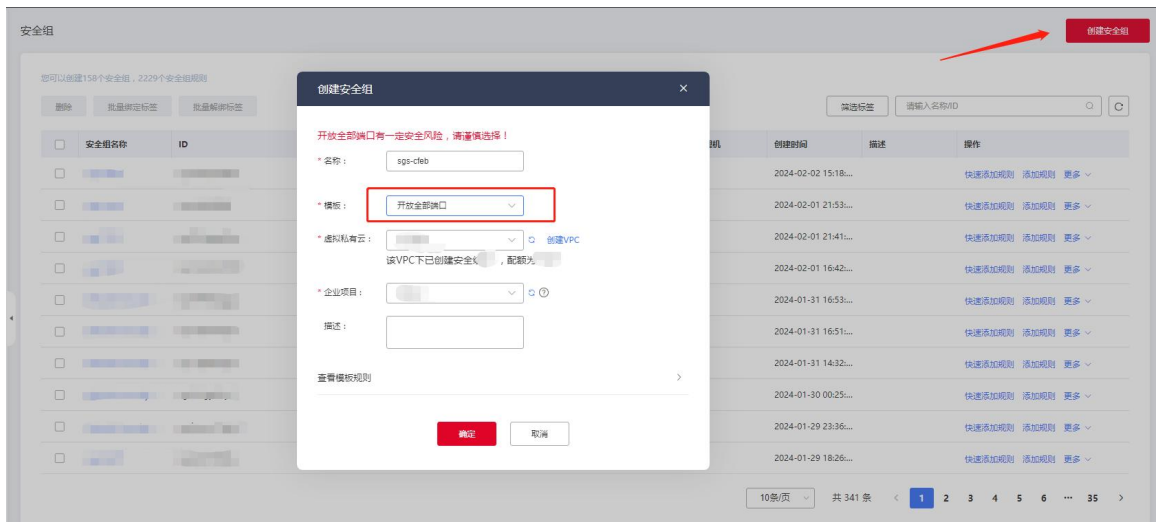 安全组
创建安全组
您可以创建158个安全组，2229个安全组规则
删除 批量绑定标签 批量解绑标签 筛选标签 请输入名称/ID
安全组名称 ID 创建时间 描述 操作
2024-02-02 15:18:... 快速添加规则 添加规则 更多
2024-02-01 21:53:... 快速添加规则 添加规则 更多
2024-02-01 21:41:... 快速添加规则 添加规则 更多
2024-02-01 16:42:... 快速添加规则 添加规则 更多
2024-01-31 16:53:... 快速添加规则 添加规则 更多
2024-01-31 16:51:... 快速添加规则 添加规则 更多
2024-01-31 14:32:... 快速添加规则 添加规则 更多
2024-01-30 00:25:... 快速添加规则 添加规则 更多
2024-01-29 23:36:... 快速添加规则 添加规则 更多
2024-01-29 18:26:... 快速添加规则 添加规则 更多
10条/页 共 341 条 < 1 2 3 4 5 6 ··· 35 >
创建安全组 ×
开放全部端口有一定安全风险，请谨慎选择！
* 名称： sgs-cfeb
* 模板： 开放全部端口
* 虚拟私有云： 创建VPC
该VPC下已创建安全 ，配额为
* 企业项目：
描述：
查看模板规则 >
确定 取消